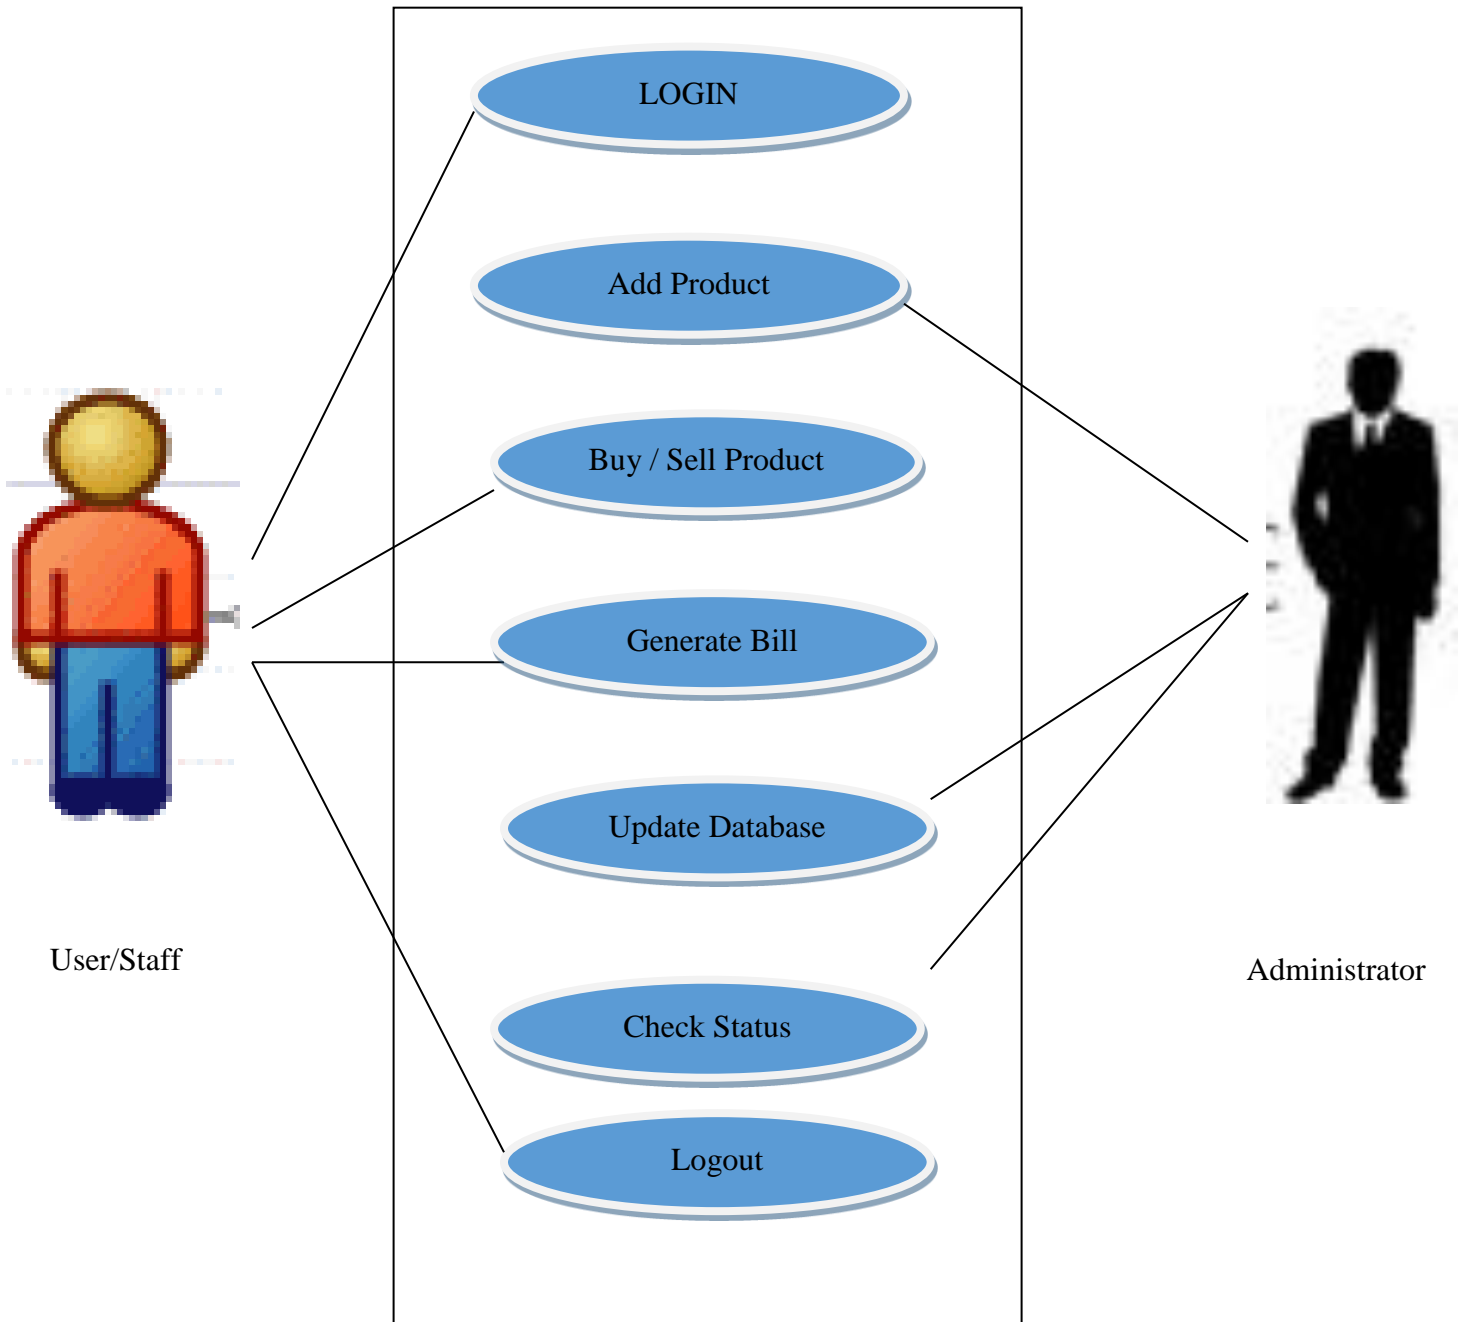 LOGIN
Add Product
Buy / Sell Product
Generate Bill
Update Database
User/Staff
Administrator
Check Status
Logout